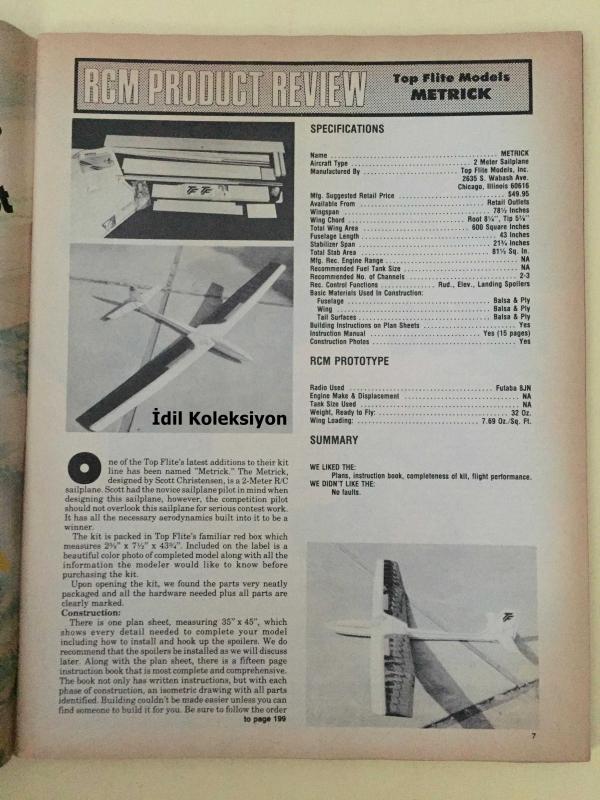 RCM PRODUCT REVIEW
Top Flite Models
METRICK
SPECIFICATIONS
Name METRICK
Aircraft Type 2 Meter Sailplane
Manufactured By Top Flite Models, Inc.
2635 S. Wabash Ave.
Chicago, Illinois 60616
Mfg. Suggested Retail Price $49.95
Available From Retail Outlets
Wingspan 78½ Inches
Wing Chord Root 8¼", Tip 5⅝"
Total Wing Area 600 Square Inches
Fuselage Length 43 Inches
Stabilizer Span 21¾ Inches
Total Stab Area 81½ Sq. In.
Mfg. Rec. Engine Range NA
Recommended Fuel Tank Size NA
Recommended No. of Channels 2-3
Rec. Control Functions Rud., Elev., Landing Spoilers
Basic Materials Used In Construction:
Fuselage Balsa & Ply
Wing Balsa & Ply
Tail Surfaces Balsa & Ply
Building Instructions on Plan Sheets Yes
Instruction Manual Yes (15 pages)
Construction Photos Yes
RCM PROTOTYPE
Radio Used Futaba 8JN
Engine Make & Displacement NA
Tank Size Used NA
Weight, Ready to Fly: 32 Oz.
Wing Loading: 7.69 Oz./Sq. Ft.
SUMMARY
WE LIKED THE:
Plans, instruction book, completeness of kit, flight performance.
WE DIDN'T LIKE THE:
No faults.
İdil Koleksiyon
One of the Top Flite's latest additions to their kit
line has been named "Metrick." The Metrick,
designed by Scott Christensen, is a 2-Meter R/C
sailplane. Scott had the novice sailplane pilot in mind when
designing this sailplane, however, the competition pilot
should not overlook this sailplane for serious contest work.
It has all the necessary aerodynamics built into it to be a
winner.
The kit is packed in Top Flite's familiar red box which
measures 2⅝" x 7½" x 43¾". Included on the label is a
beautiful color photo of completed model along with all the
information the modeler would like to know before
purchasing the kit.
Upon opening the kit, we found the parts very neatly
packaged and all the hardware needed plus all parts are
clearly marked.
Construction:
There is one plan sheet, measuring 35" x 45", which
shows every detail needed to complete your model
including how to install and hook up the spoilers. We do
recommend that the spoilers be installed as we will discuss
later. Along with the plan sheet, there is a fifteen page
instruction book that is most complete and comprehensive.
The book not only has written instructions, but with each
phase of construction, an isometric drawing with all parts
identified. Building couldn't be made easier unless you can
find someone to build it for you. Be sure to follow the order
to page 199
7